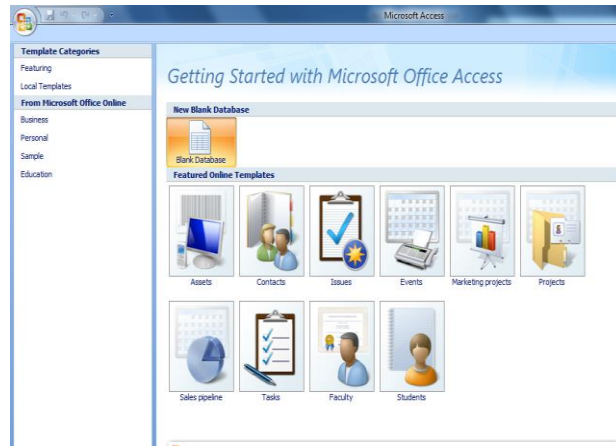 Microsoft Access
Template Categories
Featuring
Local Templates
From Microsoft Office Online
Business
Personal
Sample
Education
Getting Started with Microsoft Office Access
New Blank Database
Blank Database
Featured Online Templates
Assets
Contacts
Issues
Events
Marketing projects
Projects
Sales pipeline
Tasks
Faculty
Students